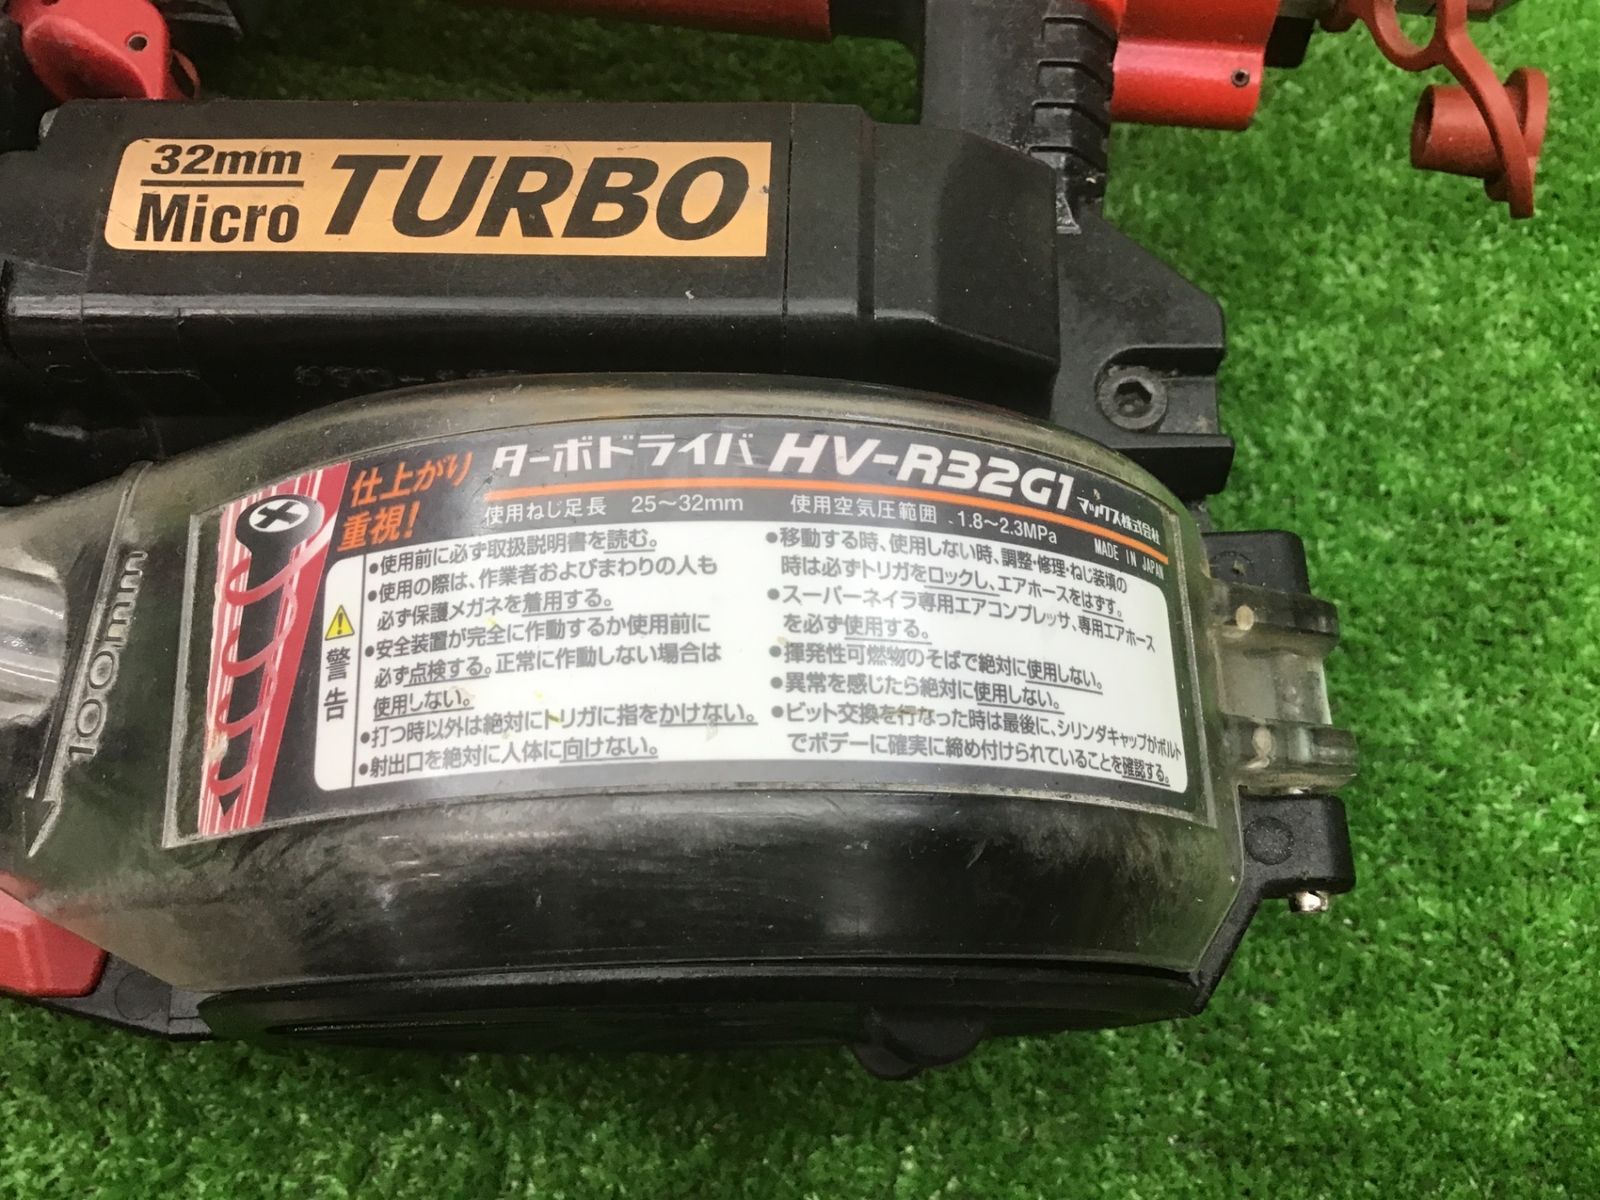 32mm
Micro
TURBO
仕上がり
重視!
ターボドライバ HV-R32G1
マックス株式会社
使用ねじ足長 25～32mm 使用空気圧範囲 1.8～2.3MPa
MADE IN JAPAN
警告
●使用前に必ず取扱説明書を読む。
●使用の際は、作業者およびまわりの人も
必ず保護メガネを着用する。
●安全装置が完全に作動するか使用前に
必ず点検する。正常に作動しない場合は
使用しない。
●打つ時以外は絶対にトリガに指をかけない。
●射出口を絶対に人体に向けない。
●移動する時、使用しない時、調整・修理・ねじ装填の
時は必ずトリガをロックし、エアホースをはずす。
●スーパーネイラ専用エアコンプレッサ、専用エアホース
を必ず使用する。
●揮発性可燃物のそばで絶対に使用しない。
●異常を感じたら絶対に使用しない。
●ビット交換を行なった時は最後に、シリンダキャップがボルト
でボデーに確実に締め付けられていることを確認する。
100mm